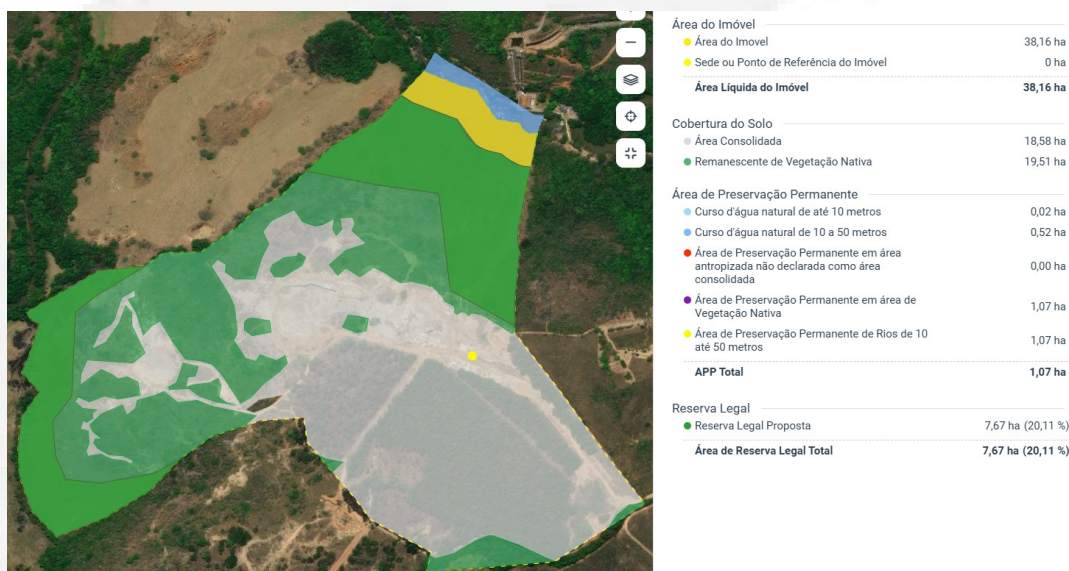 Área do Imóvel
Área do Imovel 38,16 ha
Sede ou Ponto de Referência do Imóvel 0 ha
Área Líquida do Imóvel 38,16 ha
Cobertura do Solo
Área Consolidada 18,58 ha
Remanescente de Vegetação Nativa 19,51 ha
Área de Preservação Permanente
Curso d'água natural de até 10 metros 0,02 ha
Curso d'água natural de 10 a 50 metros 0,52 ha
Área de Preservação Permanente em área
antropizada não declarada como área 0,00 ha
consolidada
Área de Preservação Permanente em área de
Vegetação Nativa 1,07 ha
Área de Preservação Permanente de Rios de 10
até 50 metros 1,07 ha
APP Total 1,07 ha
Reserva Legal
Reserva Legal Proposta 7,67 ha (20,11 %)
Área de Reserva Legal Total 7,67 ha (20,11 %)